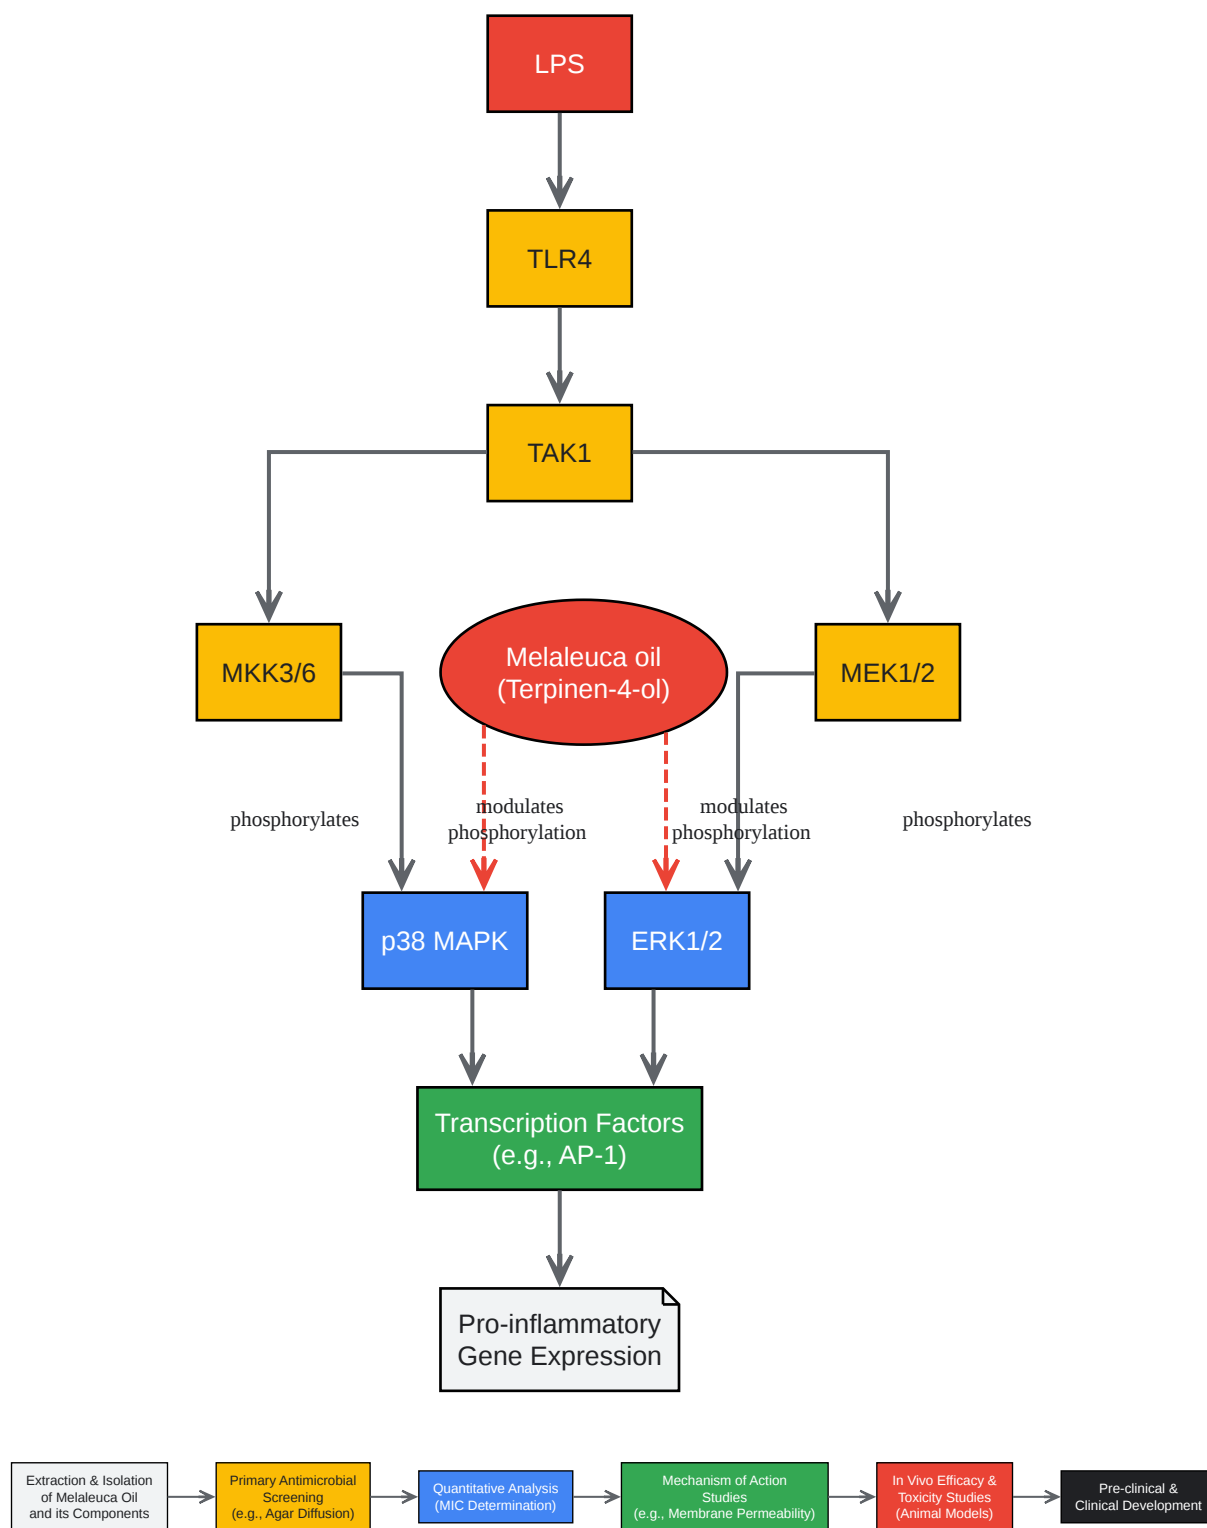 LPS
TLR4
TAK1
MKK3/6
Melaleuca oil
(Terpinen-4-ol)
MEK1/2
phosphorylates
modulates
phosphorylation
modulates
phosphorylation
phosphorylates
p38 MAPK
ERK1/2
Transcription Factors
(e.g., AP-1)
Pro-inflammatory
Gene Expression
Extraction & Isolation
of Melaleuca Oil
and its Components
Primary Antimicrobial
Screening
(e.g., Agar Diffusion)
Quantitative Analysis
(MIC Determination)
Mechanism of Action
Studies
(e.g., Membrane Permeability)
In Vivo Efficacy &
Toxicity Studies
(Animal Models)
Pre-clinical &
Clinical Development